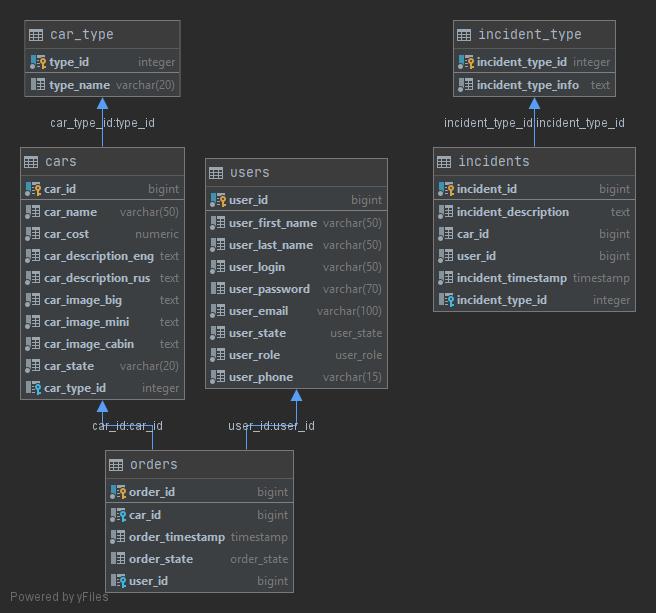 car_type
type_id integer
type_name varchar(20)
car_type_id:type_id
cars
car_id bigint
car_name varchar(50)
car_cost numeric
car_description_eng text
car_description_rus text
car_image_big text
car_image_mini text
car_image_cabin text
car_state varchar(20)
car_type_id integer
users
user_id bigint
user_first_name varchar(50)
user_last_name varchar(50)
user_login varchar(50)
user_password varchar(70)
user_email varchar(100)
user_state user_state
user_role user_role
user_phone varchar(15)
incident_type
incident_type_id integer
incident_type_info text
incident_type_id:incident_type_id
incidents
incident_id bigint
incident_description text
car_id bigint
user_id bigint
incident_timestamp timestamp
incident_type_id integer
car_id:car_id
user_id:user_id
orders
order_id bigint
car_id bigint
order_timestamp timestamp
order_state order_state
user_id bigint
Powered by yFiles